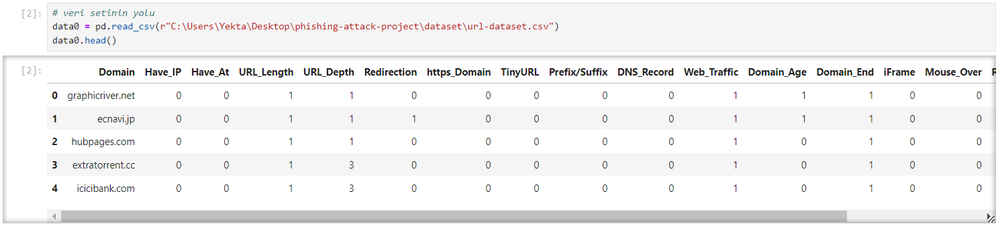 [2]: # veri setinin yolu
data0 = pd.read_csv(r"C:\Users\Yekta\Desktop\phishing-attack-project\dataset\url-dataset.csv")
data0.head()
[2]: Domain Have_IP Have_At URL_Length URL_Depth Redirection https_Domain TinyURL Prefix/Suffix DNS_Record Web_Traffic Domain_Age Domain_End iFrame Mouse_Over
0 graphicriver.net 0 0 1 1 0 0 0 0 0 1 1 1 0 0
1 ecnavi.jp 0 0 1 1 1 0 0 0 0 1 1 1 0 0
2 hubpages.com 0 0 1 1 0 0 0 0 0 1 0 1 0 0
3 extratorrent.cc 0 0 1 3 0 0 0 0 0 1 0 1 0 0
4 icicibank.com 0 0 1 3 0 0 0 0 0 1 0 1 0 0